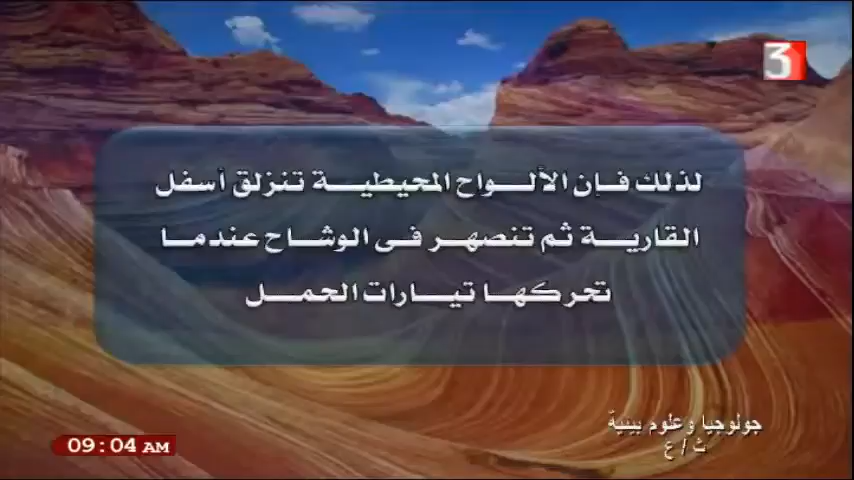 3
لذلك فإن الألواح المحيطية تنزلق أسفل
القارية ثم تنصهر فى الوشاح عندما
تحركها تيارات الحمل
جولوجيا وعلوم بيئية
ث / ع
09:04 AM